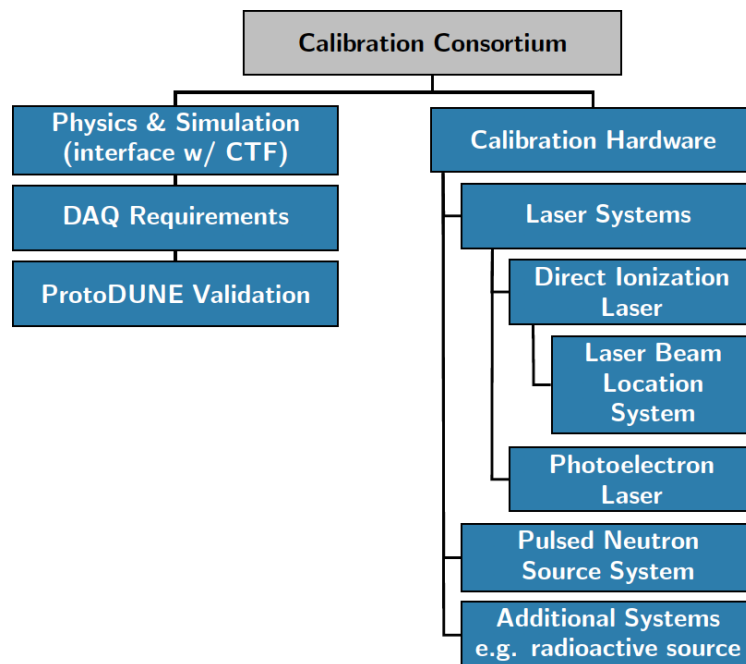 Calibration Consortium
Physics & Simulation
(interface w/ CTF)
DAQ Requirements
ProtoDUNE Validation
Calibration Hardware
Laser Systems
Direct Ionization
Laser
Laser Beam
Location
System
Photoelectron
Laser
Pulsed Neutron
Source System
Additional Systems
e.g. radioactive source